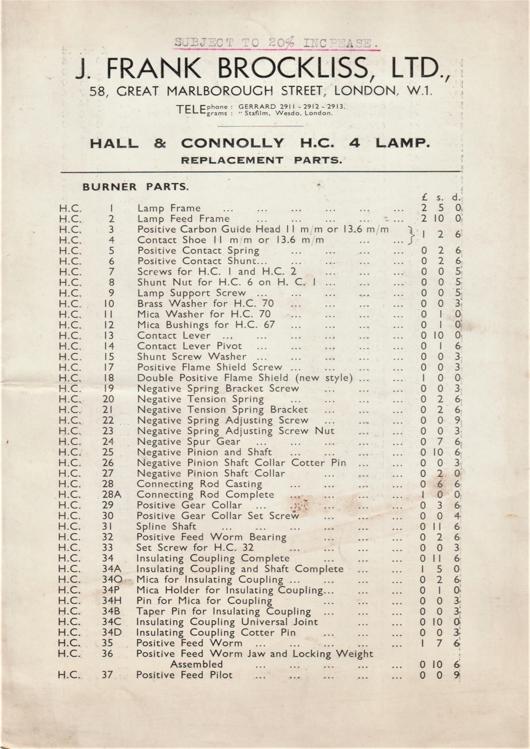 SUBJECT TO 20% INCREASE.
J. FRANK BROCKLISS, LTD.,
58, GREAT MARLBOROUGH STREET, LONDON, W.1.
TELEphone : GERRARD 2911 - 2912 - 2913.
grams : "Stafilm, Wesdo, London.
HALL & CONNOLLY H.C. 4 LAMP.
REPLACEMENT PARTS.
BURNER PARTS.
£ s. d.
H.C. 1 Lamp Frame ... ... ... ... ... 2 5 0
H.C. 2 Lamp Feed Frame ... ... ... ... 2 10 0
H.C. 3 Positive Carbon Guide Head 11 m/m or 13.6 m/m } 1 2 6
H.C. 4 Contact Shoe 11 m/m or 13.6 m/m ... ... }
H.C. 5 Positive Contact Spring ... ... ... ... 0 2 6
H.C. 6 Positive Contact Shunt... ... ... ... ... 0 2 6
H.C. 7 Screws for H.C. 1 and H.C. 2 ... ... ... 0 0 5
H.C. 8 Shunt Nut for H.C. 6 on H. C. 1 ... ... ... 0 0 5
H.C. 9 Lamp Support Screw ... ... ... ... ... 0 0 5
H.C. 10 Brass Washer for H.C. 70 ... ... ... ... 0 0 3
H.C. 11 Mica Washer for H.C. 70 ... ... ... ... 0 1 0
H.C. 12 Mica Bushings for H.C. 67 ... ... ... ... 0 1 0
H.C. 13 Contact Lever ... ... ... ... ... 0 10 0
H.C. 14 Contact Lever Pivot ... ... ... ... ... 0 1 6
H.C. 15 Shunt Screw Washer ... ... ... ... ... 0 0 3
H.C. 17 Positive Flame Shield Screw ... ... ... ... 0 0 3
H.C. 18 Double Positive Flame Shield (new style) ... ... 1 0 0
H.C. 19 Negative Spring Bracket Screw ... ... ... 0 0 3
H.C. 20 Negative Tension Spring ... ... ... ... 0 2 6
H.C. 21 Negative Tension Spring Bracket ... ... ... 0 2 6
H.C. 22 Negative Spring Adjusting Screw ... ... ... 0 0 9
H.C. 23 Negative Spring Adjusting Screw Nut ... ... 0 0 3
H.C. 24 Negative Spur Gear ... ... ... ... ... 0 7 6
H.C. 25 Negative Pinion and Shaft ... ... ... ... 0 10 6
H.C. 26 Negative Pinion Shaft Collar Cotter Pin ... ... 0 0 3
H.C. 27 Negative Pinion Shaft Collar ... ... ... 0 2 0
H.C. 28 Connecting Rod Casting ... ... ... ... 0 6 6
H.C. 28A Connecting Rod Complete ... ... ... ... 1 0 0
H.C. 29 Positive Gear Collar ... ... ... ... 0 3 6
H.C. 30 Positive Gear Collar Set Screw ... ... ... 0 0 4
H.C. 31 Spline Shaft ... ... ... ... ... ... 0 11 6
H.C. 32 Positive Feed Worm Bearing ... ... ... 0 2 6
H.C. 33 Set Screw for H.C. 32 ... ... ... ... 0 0 3
H.C. 34 Insulating Coupling Complete ... ... ... 0 11 6
H.C. 34A Insulating Coupling and Shaft Complete ... ... 1 5 0
H.C. 34O Mica for Insulating Coupling ... ... ... ... 0 2 6
H.C. 34P Mica Holder for Insulating Coupling... ... ... 0 1 0
H.C. 34H Pin for Mica for Coupling ... ... ... ... 0 0 3
H.C. 34B Taper Pin for Insulating Coupling ... ... ... 0 0 3
H.C. 34C Insulating Coupling Universal Joint ... ... 0 10 0
H.C. 34D Insulating Coupling Cotter Pin ... ... ... 0 0 3
H.C. 35 Positive Feed Worm ... ... ... ... ... 1 7 6
H.C. 36 Positive Feed Worm Jaw and Locking Weight
Assembled ... ... ... ... ... 0 10 6
H.C. 37 Positive Feed Pilot ... ... ... ... ... 0 0 9